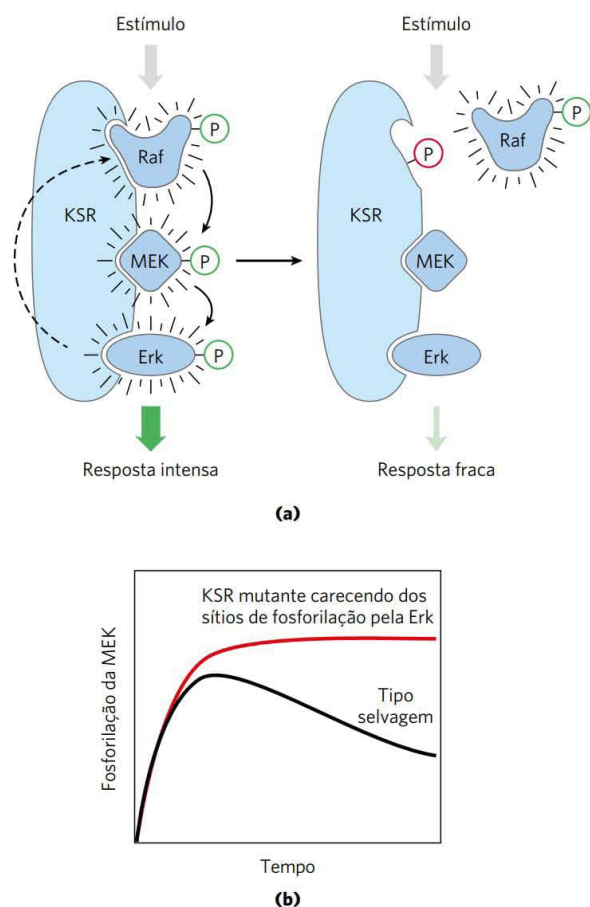 Estímulo
Estímulo
P
Raf
KSR
MEK
P
Erk
P
Resposta intensa
P
Raf
P
KSR
MEK
Erk
Resposta fraca
(a)
KSR mutante carecendo dos
sítios de fosforilação pela Erk
Tipo
selvagem
Fosforilação da MEK
Tempo
(b)